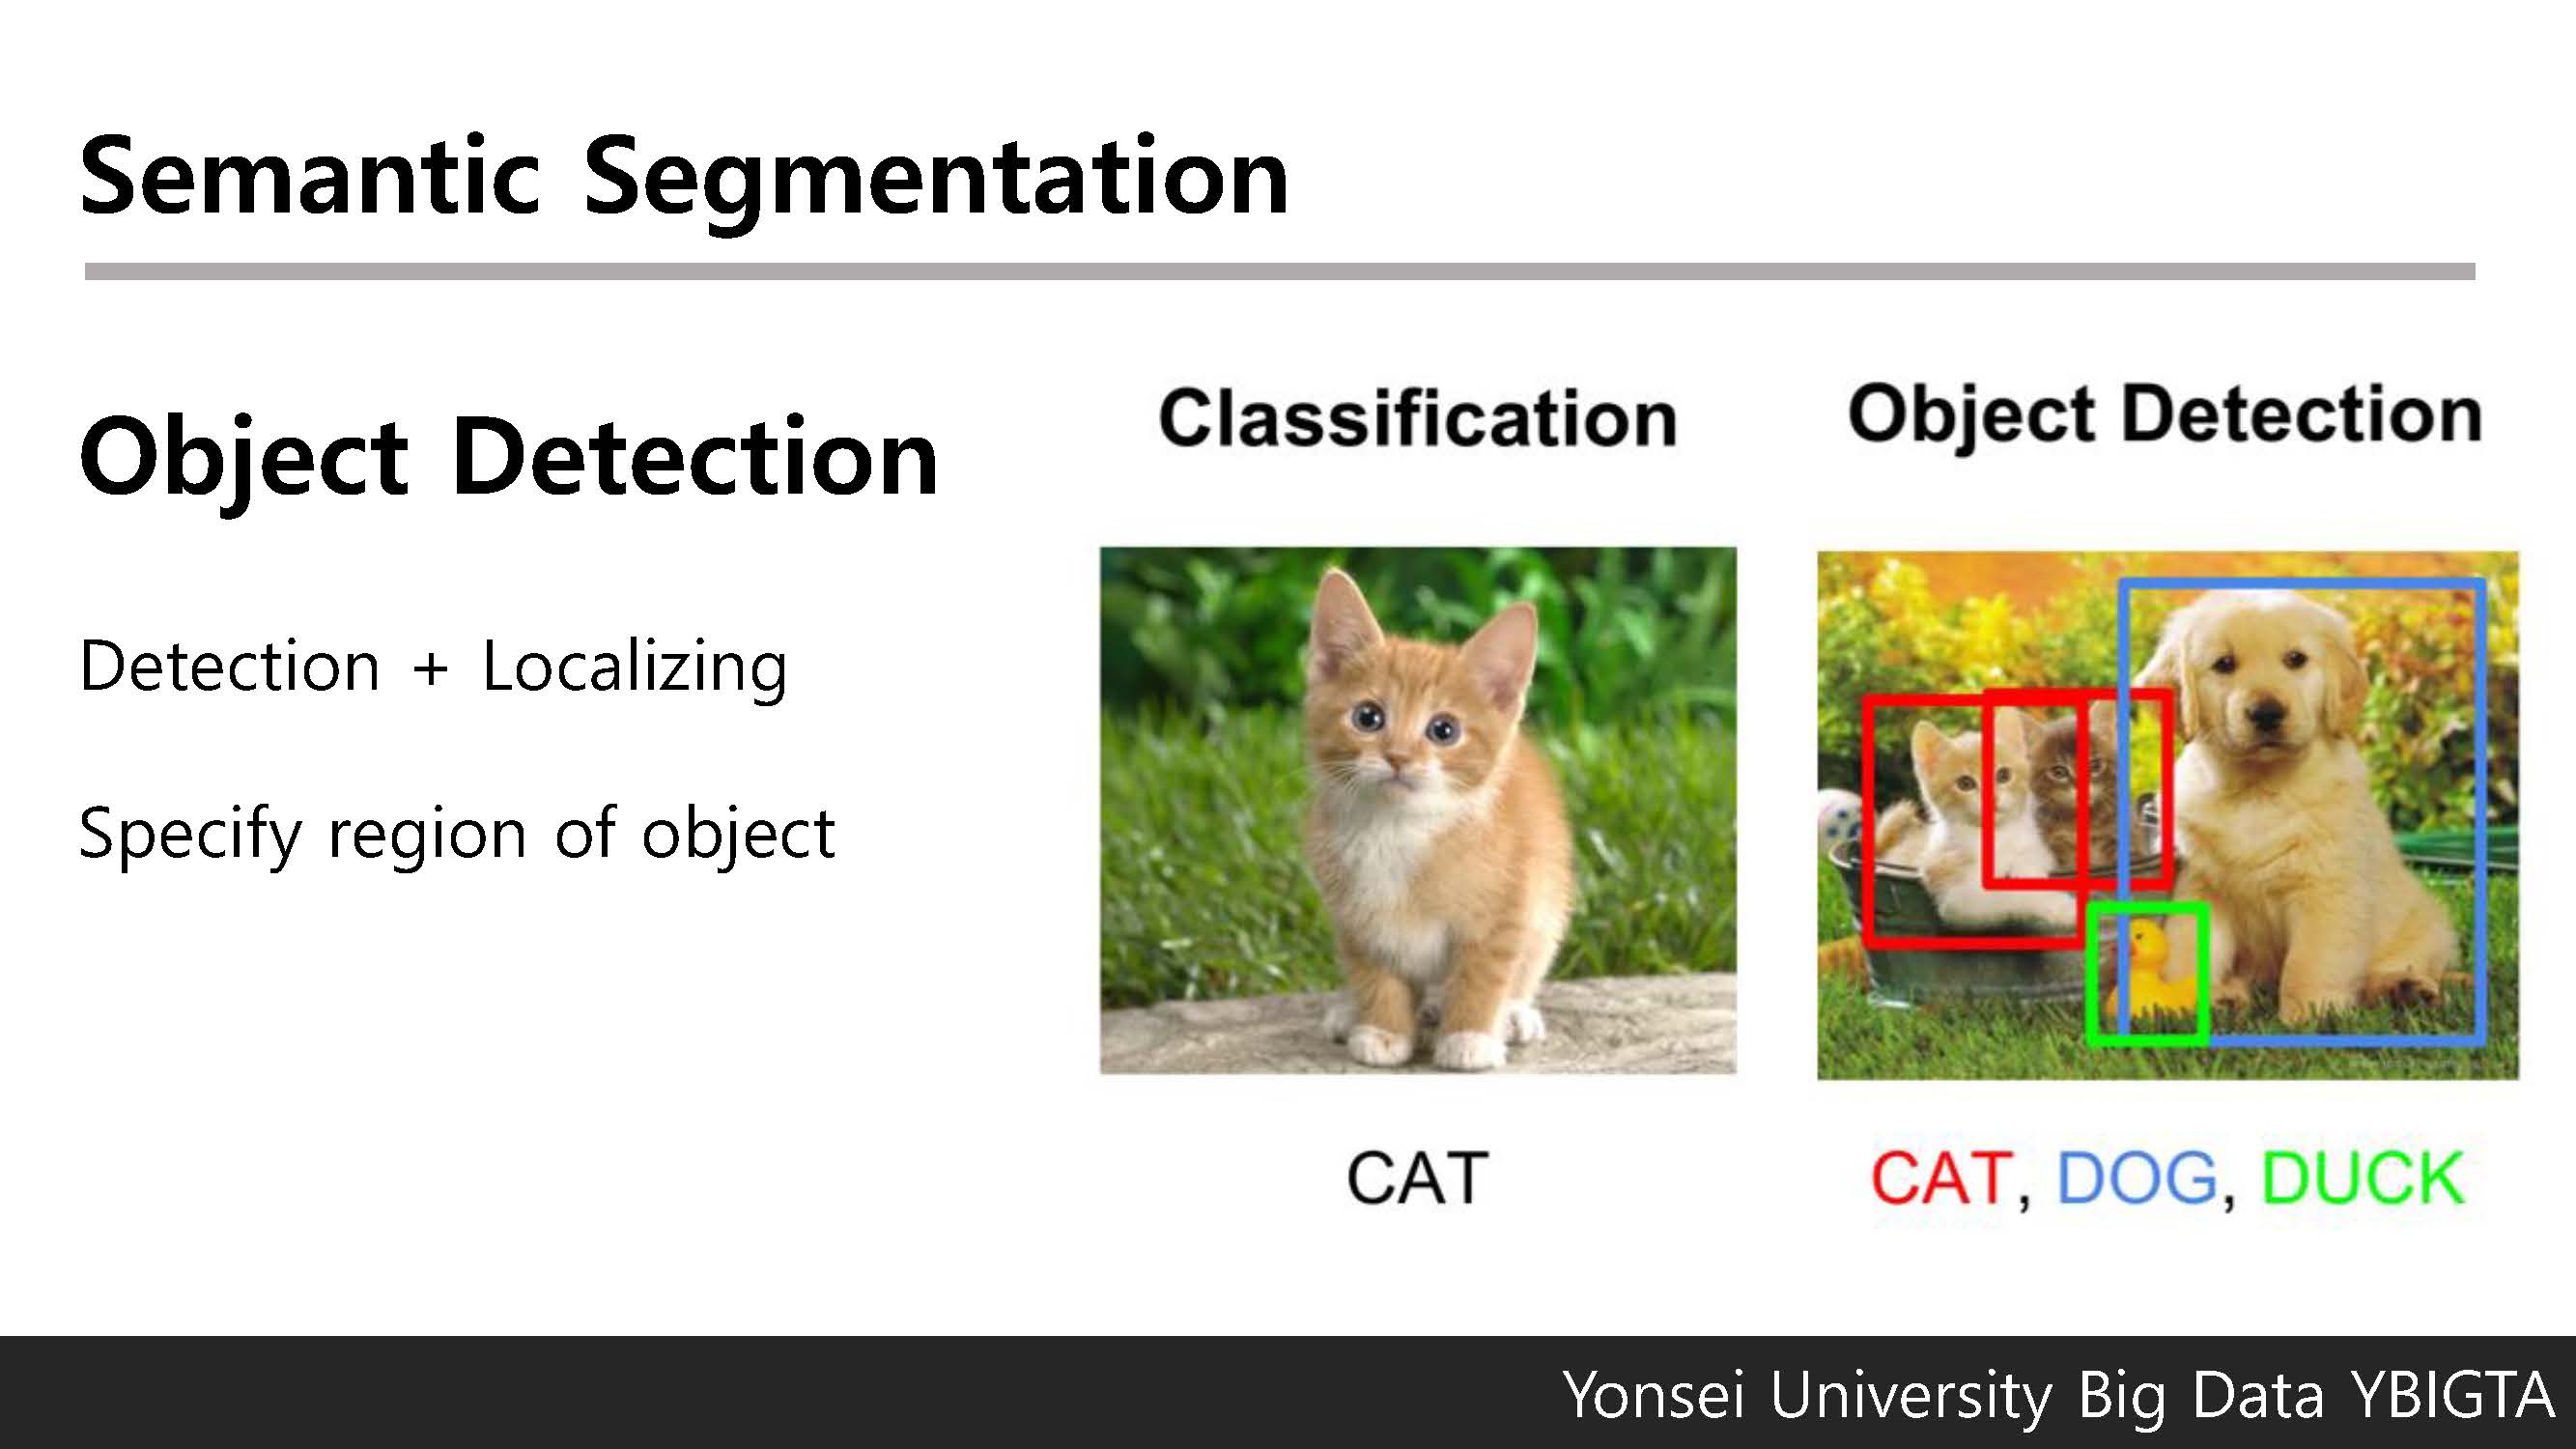 Semantic Segmentation
Object Detection
Detection + Localizing
Specify region of object
Classification
CAT
Object Detection
CAT, DOG, DUCK
Yonsei University Big Data YBIGTA